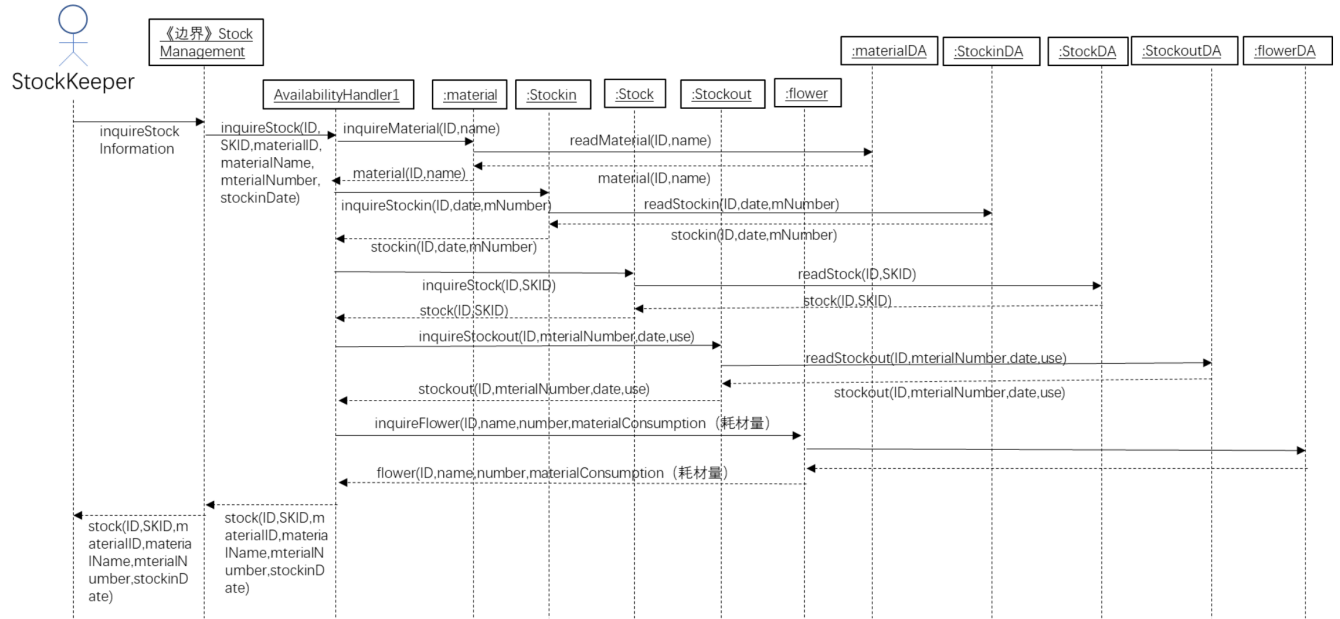 《边界》Stock
Management
StockKeeper
AvailabilityHandler1
:material
:Stockin
:Stock
:Stockout
:flower
:materialDA
:StockinDA
:StockDA
:StockoutDA
:flowerDA
inquireStock
Information
inquireStock(ID,
SKID,materialID,
materialName,
mterialNumber,
stockinDate)
inquireMaterial(ID,name)
readMaterial(ID,name)
material(ID,name)
material(ID,name)
inquireStockin(ID,date,mNumber)
readStockin(ID,date,mNumber)
stockin(ID,date,mNumber)
stockin(ID,date,mNumber)
inquireStock(ID,SKID)
readStock(ID,SKID)
stock(ID,SKID)
stock(ID,SKID)
inquireStockout(ID,mterialNumber,date,use)
readStockout(ID,mterialNumber,date,use)
stockout(ID,mterialNumber,date,use)
stockout(ID,mterialNumber,date,use)
inquireFlower(ID,name,number,materialConsumption（耗材量）
flower(ID,name,number,materialConsumption（耗材量）
stock(ID,SKID,m
aterialID,materia
lName,mterialN
umber,stockinD
ate)
stock(ID,SKID,m
aterialID,materia
lName,mterialN
umber,stockinD
ate)